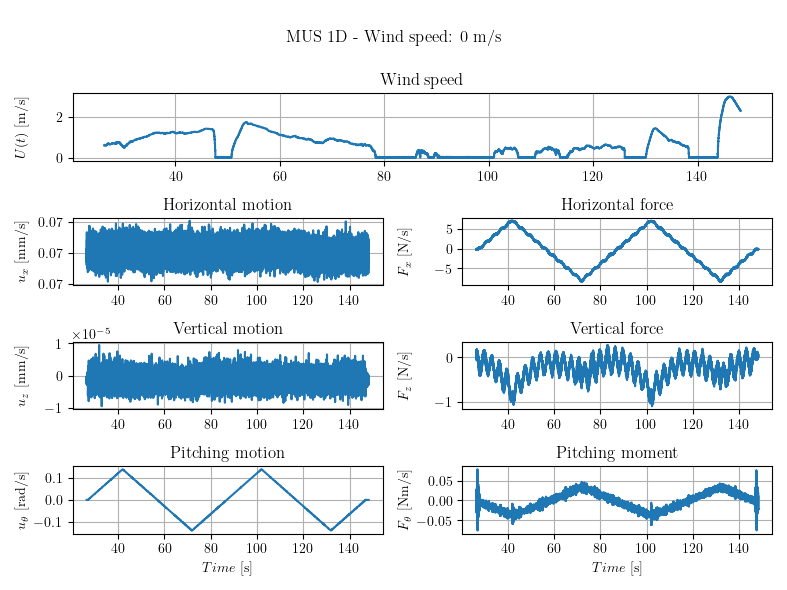 MUS 1D - Wind speed: 0 m/s
Wind speed
U(t) [m/s]
2
0
40 60 80 100 120 140
Horizontal motion
u_x [mm/s]
0.07
0.07
0.07
40 60 80 100 120 140
Horizontal force
F_x [N/s]
5
0
−5
40 60 80 100 120 140
Vertical motion
×10⁻⁵
u_z [mm/s]
1
0
−1
40 60 80 100 120 140
Vertical force
F_z [N/s]
0
−1
40 60 80 100 120 140
Pitching motion
u_θ [rad/s]
0.1
0.0
−0.1
40 60 80 100 120 140
Time [s]
Pitching moment
F_θ [Nm/s]
0.05
0.00
−0.05
40 60 80 100 120 140
Time [s]